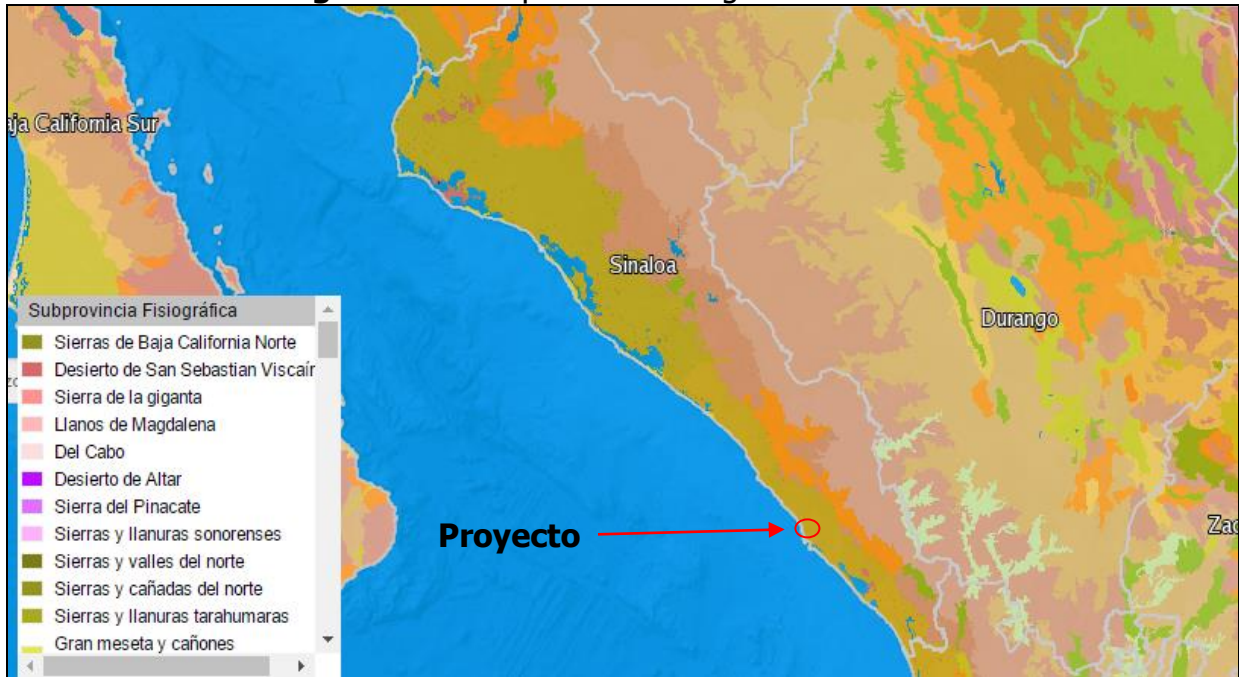 aja California Sur
Sinaloa
Durango
Zac
Proyecto
Subprovincia Fisiográfica
Sierras de Baja California Norte
Desierto de San Sebastian Viscaír
Sierra de la giganta
Llanos de Magdalena
Del Cabo
Desierto de Altar
Sierra del Pinacate
Sierras y llanuras sonorenses
Sierras y valles del norte
Sierras y cañadas del norte
Sierras y llanuras tarahumaras
Gran meseta y cañones